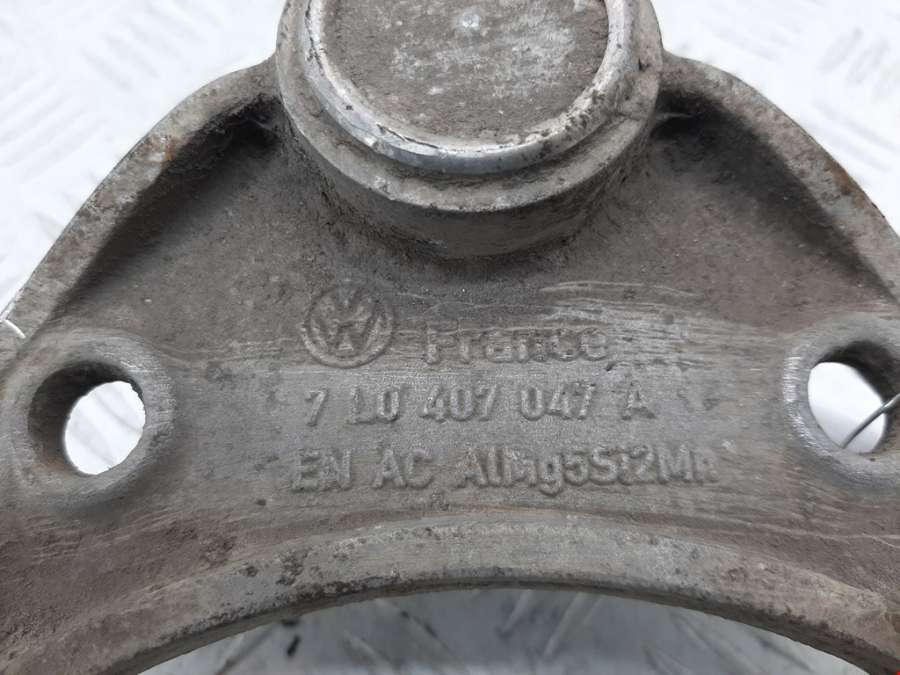 France
7 L0 407 047 A
EN AC AlMg5Si2Mn